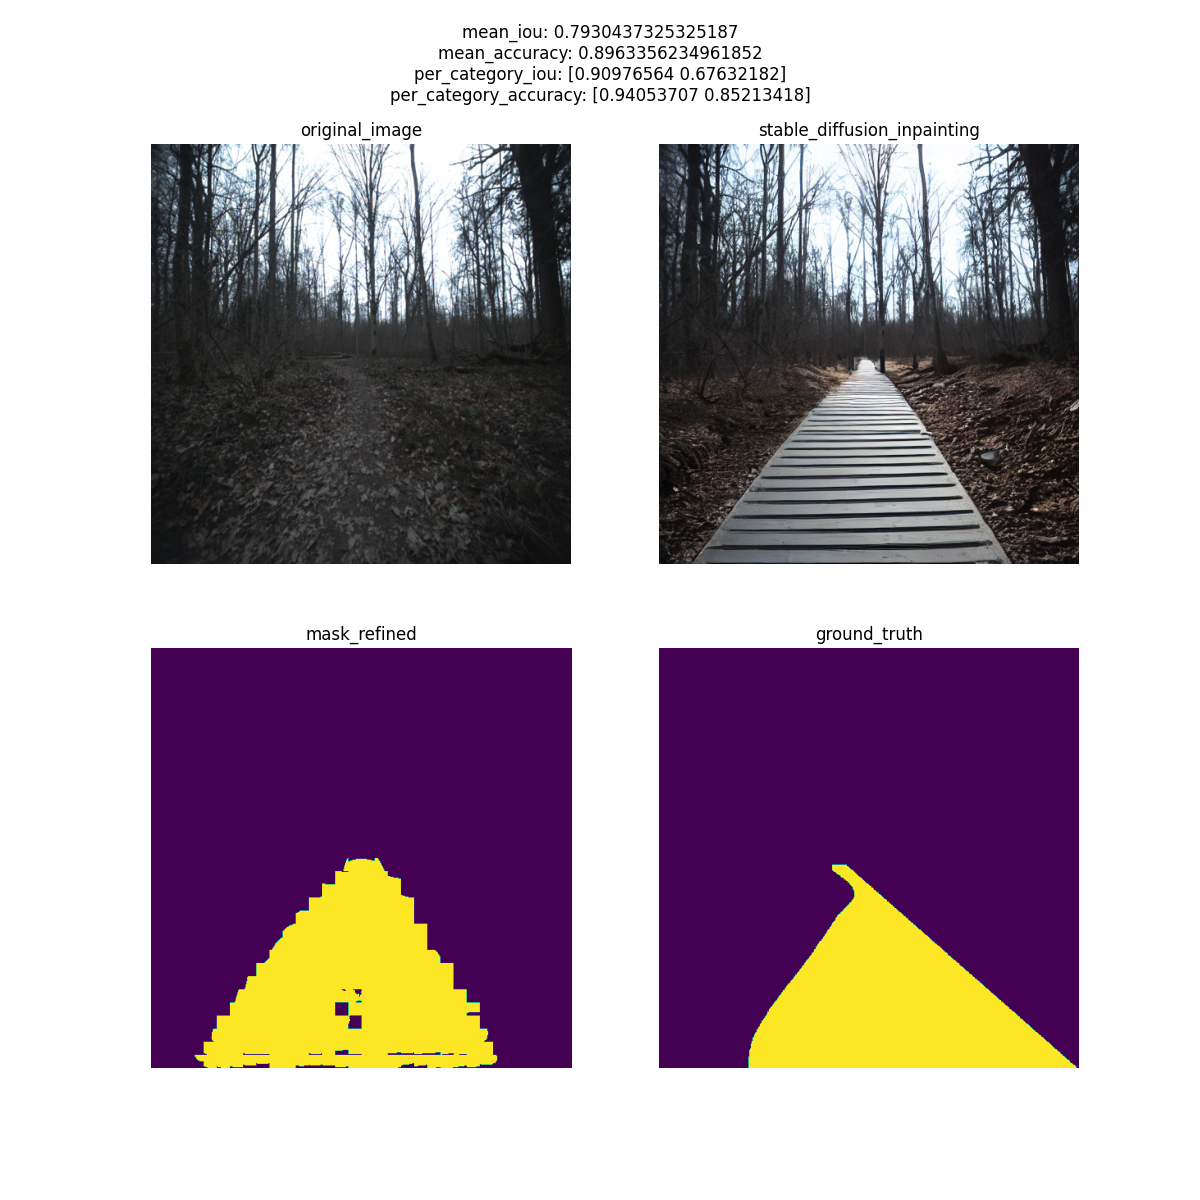 mean_iou: 0.7930437325325187
mean_accuracy: 0.8963356234961852
per_category_iou: [0.90976564 0.67632182]
per_category_accuracy: [0.94053707 0.85213418]
original_image
stable_diffusion_inpainting
mask_refined
ground_truth